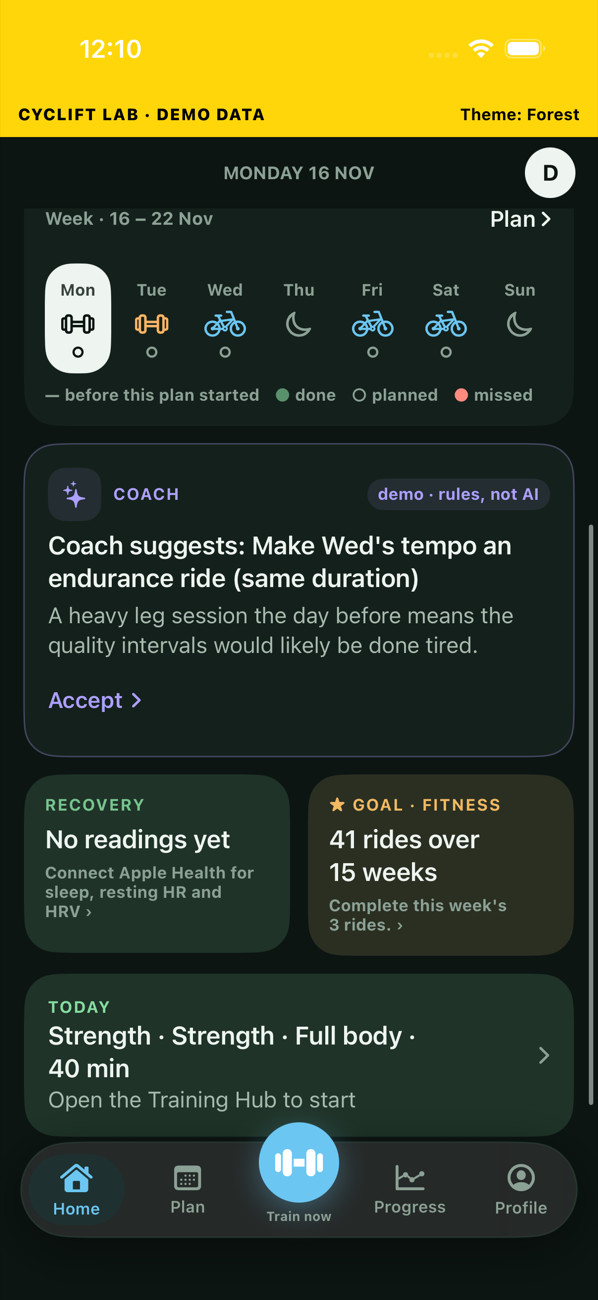 12:10
CYCLIFT LAB · DEMO DATA
Theme: Forest
MONDAY 16 NOV
D
Week · 16 – 22 Nov
Plan >
Mon Tue Wed Thu Fri Sat Sun
— before this plan started done planned missed
COACH
demo · rules, not AI
Coach suggests: Make Wed's tempo an
endurance ride (same duration)
A heavy leg session the day before means the
quality intervals would likely be done tired.
Accept >
RECOVERY
No readings yet
Connect Apple Health for
sleep, resting HR and
HRV ›
★ GOAL · FITNESS
41 rides over
15 weeks
Complete this week's
3 rides. ›
TODAY
Strength · Strength · Full body ·
40 min
Open the Training Hub to start
Home
Plan
Train now
Progress
Profile